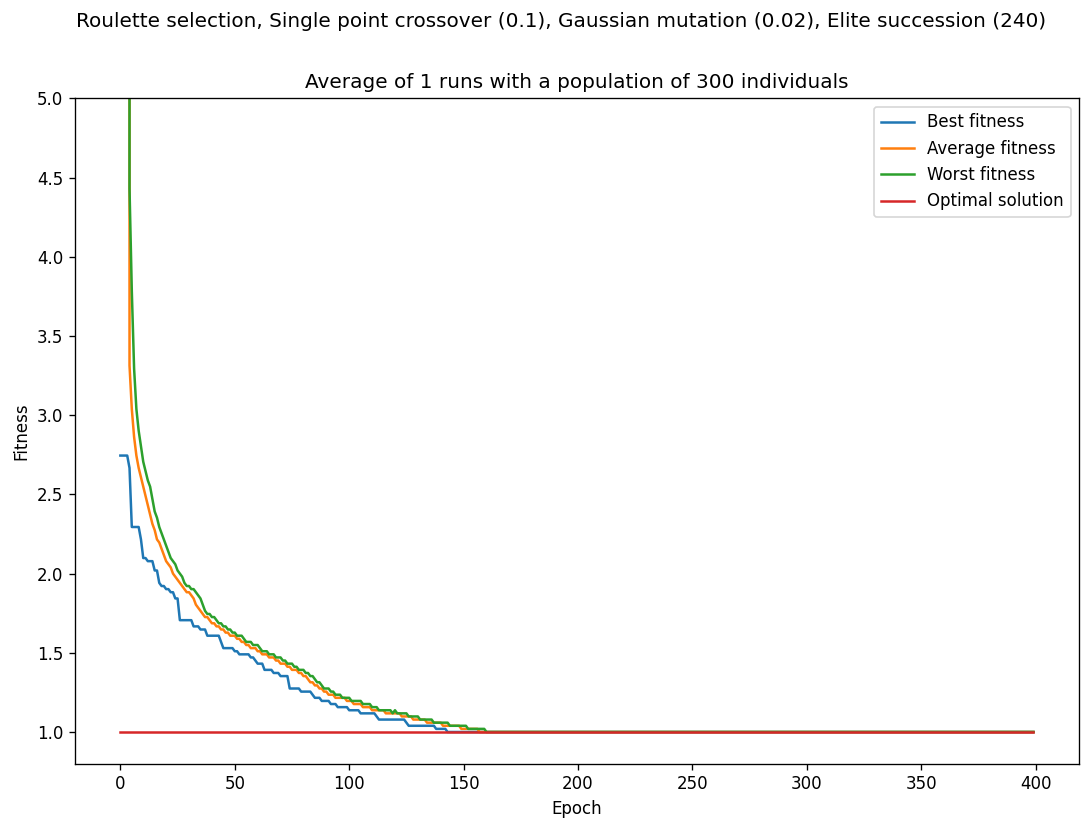 Roulette selection, Single point crossover (0.1), Gaussian mutation (0.02), Elite succession (240)
Average of 1 runs with a population of 300 individuals
5.0
4.5
4.0
3.5
3.0
2.5
2.0
1.5
1.0
Fitness
Best fitness
Average fitness
Worst fitness
Optimal solution
0 50 100 150 200 250 300 350 400
Epoch